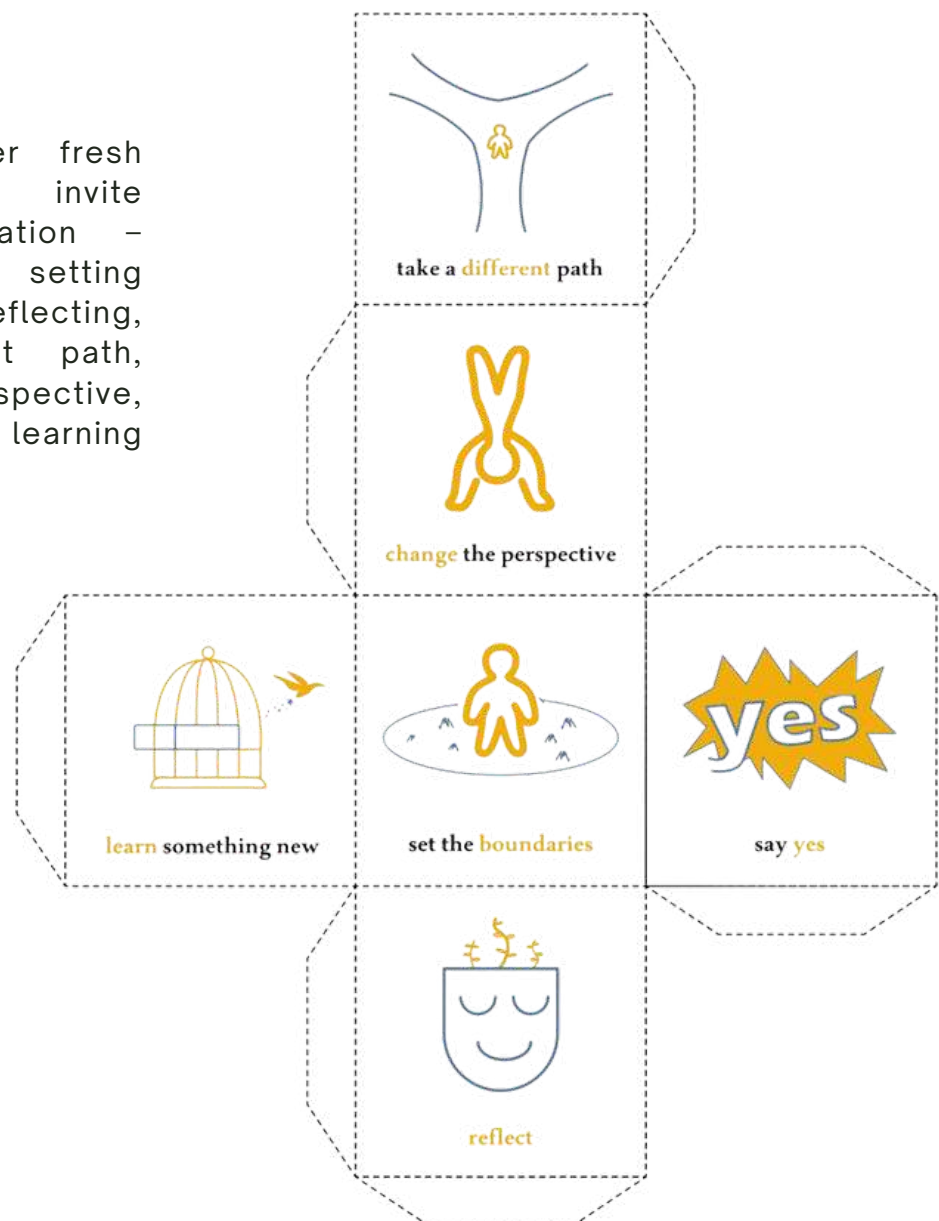 er fresh
invite
ation –
setting
eflecting,
t path,
spective,
learning
take a different path
change the perspective
learn something new
set the boundaries
yes
say yes
reflect